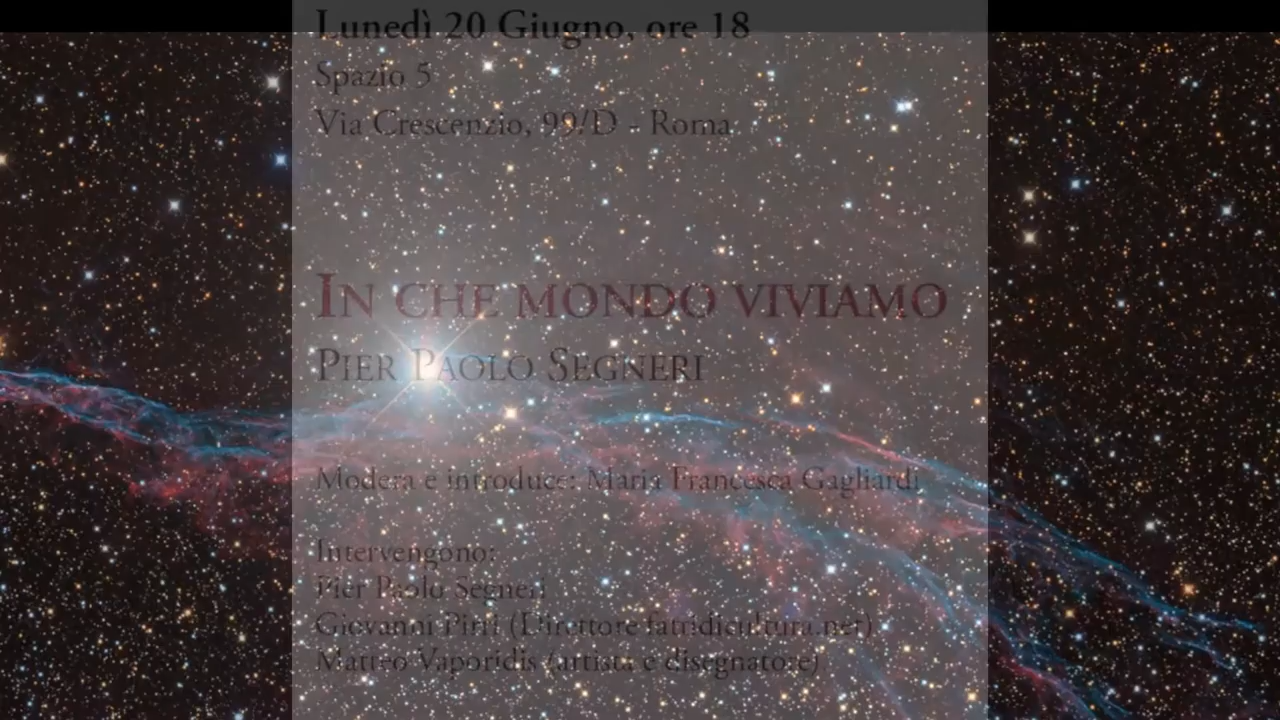 Lunedì 20 Giugno, ore 18
Spazio 5
Via Crescenzio, 99/D - Roma
IN CHE MONDO VIVIAMO
PIER PAOLO SEGNERI
Modera e introduce: Maria Francesca Gagliardi
Intervengono:
Pier Paolo Segneri
Giovanni Pirri (Direttore fattidicultura.net)
Matteo Vaporidis (artista e disegnatore)